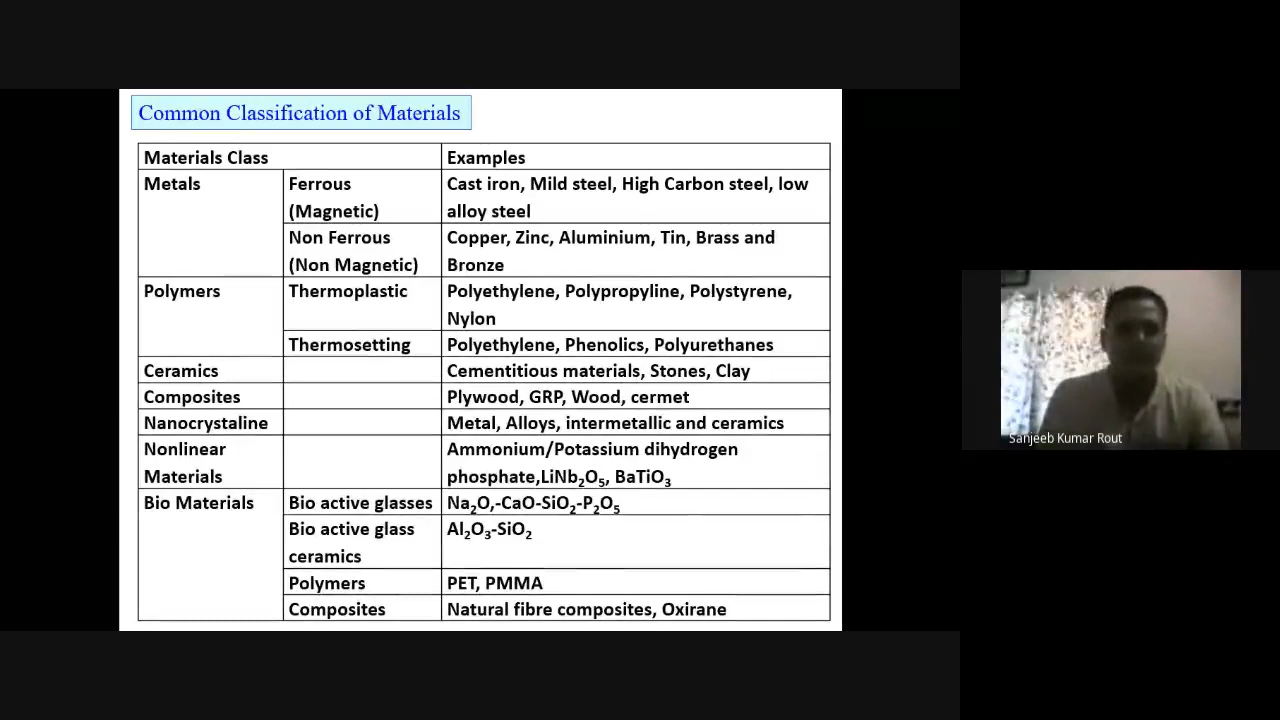 Common Classification of Materials
Materials Class Examples
Metals Ferrous Cast iron, Mild steel, High Carbon steel, low
(Magnetic) alloy steel
Non Ferrous Copper, Zinc, Aluminium, Tin, Brass and
(Non Magnetic) Bronze
Polymers Thermoplastic Polyethylene, Polypropyline, Polystyrene,
Nylon
Thermosetting Polyethylene, Phenolics, Polyurethanes
Ceramics Cementitious materials, Stones, Clay
Composites Plywood, GRP, Wood, cermet
Nanocrystaline Metal, Alloys, intermetallic and ceramics
Nonlinear Ammonium/Potassium dihydrogen
Materials phosphate,LiNb₂O₅, BaTiO₃
Bio Materials Bio active glasses Na₂O,-CaO-SiO₂-P₂O₅
Bio active glass Al₂O₃-SiO₂
ceramics
Polymers PET, PMMA
Composites Natural fibre composites, Oxirane
Sanjeeb Kumar Rout